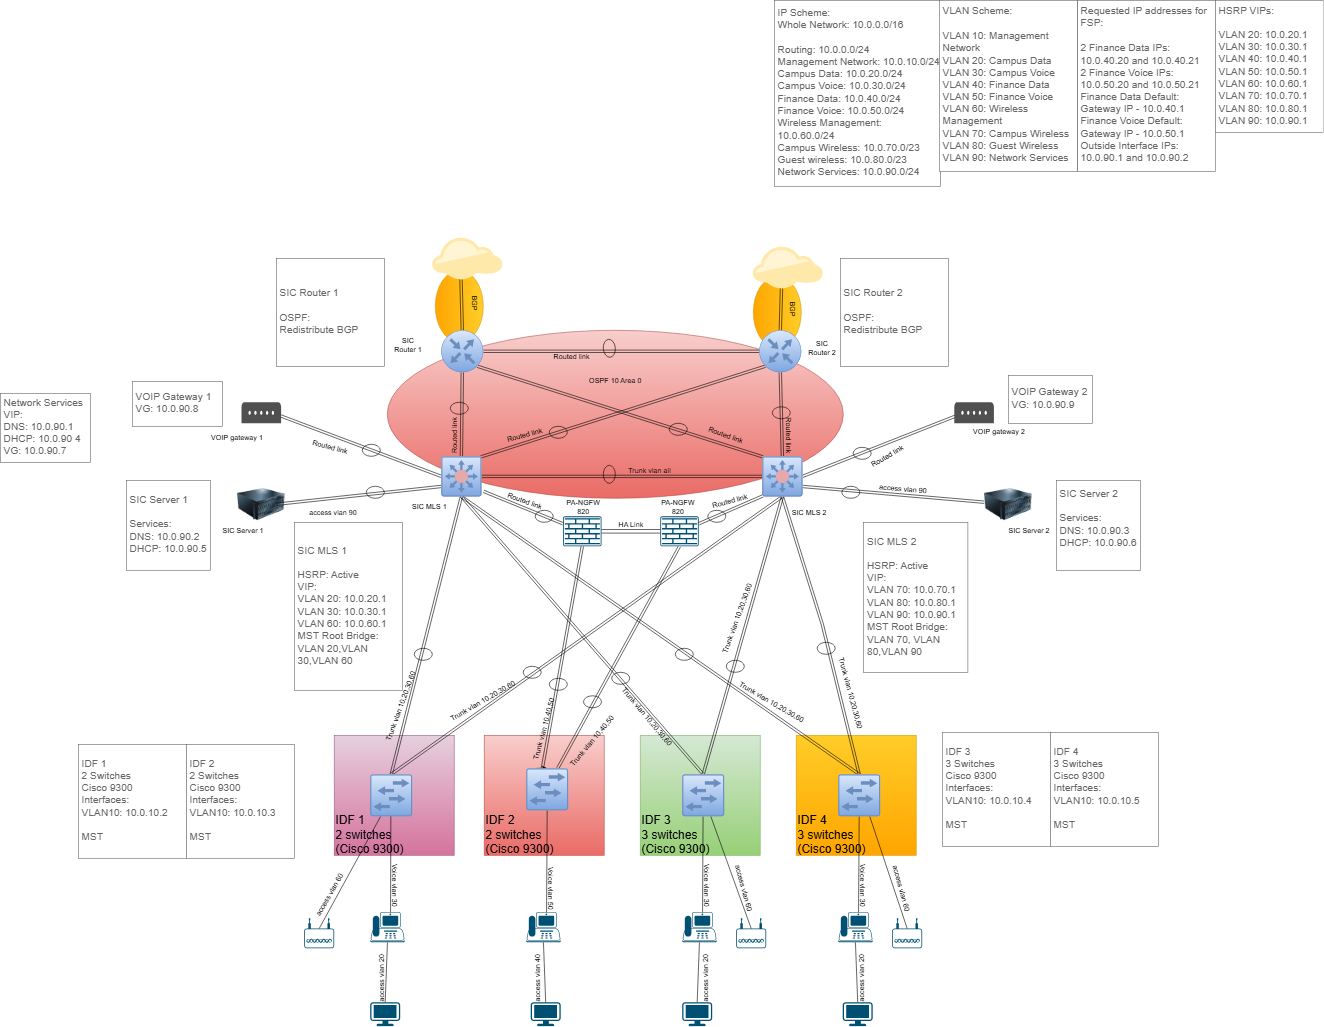 IP Scheme:
Whole Network: 10.0.0.0/16
Routing: 10.0.0.0/24
Management Network: 10.0.10.0/24
Campus Data: 10.0.20.0/24
Campus Voice: 10.0.30.0/24
Finance Data: 10.0.40.0/24
Finance Voice: 10.0.50.0/24
Wireless Management:
10.0.60.0/24
Campus Wireless: 10.0.70.0/23
Guest wireless: 10.0.80.0/23
Network Services: 10.0.90.0/24
VLAN Scheme:
VLAN 10: Management
Network
VLAN 20: Campus Data
VLAN 30: Campus Voice
VLAN 40: Finance Data
VLAN 50: Finance Voice
VLAN 60: Wireless
Management
VLAN 70: Campus Wireless
VLAN 80: Guest Wireless
VLAN 90: Network Services
Requested IP addresses for
FSP:
2 Finance Data IPs:
10.0.40.20 and 10.0.40.21
2 Finance Voice IPs:
10.0.50.20 and 10.0.50.21
Finance Data Default:
Gateway IP - 10.0.40.1
Finance Voice Default:
Gateway IP - 10.0.50.1
Outside Interface IPs:
10.0.90.1 and 10.0.90.2
HSRP VIPs:
VLAN 20: 10.0.20.1
VLAN 30: 10.0.30.1
VLAN 40: 10.0.40.1
VLAN 50: 10.0.50.1
VLAN 60: 10.0.60.1
VLAN 70: 10.0.70.1
VLAN 80: 10.0.80.1
VLAN 90: 10.0.90.1
SIC Router 1
OSPF:
Redistribute BGP
BGP
BGP
SIC Router 2
OSPF:
Redistribute BGP
SIC
Router 1
SIC
Router 2
Routed link
OSPF 10 Area 0
Routed link
Routed link
Routed link
Routed link
Trunk vlan all
Network Services
VIP:
DNS: 10.0.90.1
DHCP: 10.0.90 4
VG: 10.0.90.7
VOIP Gateway 1
VG: 10.0.90.8
VOIP gateway 1
Routed link
VOIP Gateway 2
VG: 10.0.90.9
VOIP gateway 2
Routed link
SIC Server 1
Services:
DNS: 10.0.90.2
DHCP: 10.0.90.5
SIC Server 1
access vlan 90
SIC MLS 1
Routed link
PA-NGFW
820
HA Link
PA-NGFW
820
Routed link
SIC MLS 2
access vlan 90
SIC Server 2
SIC Server 2
Services:
DNS: 10.0.90.3
DHCP: 10.0.90.6
SIC MLS 1
HSRP: Active
VIP:
VLAN 20: 10.0.20.1
VLAN 30: 10.0.30.1
VLAN 60: 10.0.60.1
MST Root Bridge:
VLAN 20,VLAN
30,VLAN 60
SIC MLS 2
HSRP: Active
VIP:
VLAN 70: 10.0.70.1
VLAN 80: 10.0.80.1
VLAN 90: 10.0.90.1
MST Root Bridge:
VLAN 70, VLAN
80,VLAN 90
Trunk vlan 10,20,30,60
Trunk vlan 10,20,30,60
Trunk vlan 10,40,50
Trunk vlan 10,40,50
Trunk vlan 10,20,30,60
Trunk vlan 10,20,30,60
Trunk vlan 10,20,30,60
Trunk vlan 10,20,30,60
IDF 1
2 Switches
Cisco 9300
Interfaces:
VLAN10: 10.0.10.2
MST
IDF 2
2 Switches
Cisco 9300
Interfaces:
VLAN10: 10.0.10.3
MST
IDF 1
2 switches
(Cisco 9300)
IDF 2
2 switches
(Cisco 9300)
IDF 3
3 switches
(Cisco 9300)
IDF 4
3 switches
(Cisco 9300)
IDF 3
3 Switches
Cisco 9300
Interfaces:
VLAN10: 10.0.10.4
MST
IDF 4
3 Switches
Cisco 9300
Interfaces:
VLAN10: 10.0.10.5
MST
access vlan 60
Voice vlan 30
Voice vlan 50
Voice vlan 30
access vlan 60
Voice vlan 30
access vlan 60
access vlan 20
access vlan 40
access vlan 20
access vlan 20